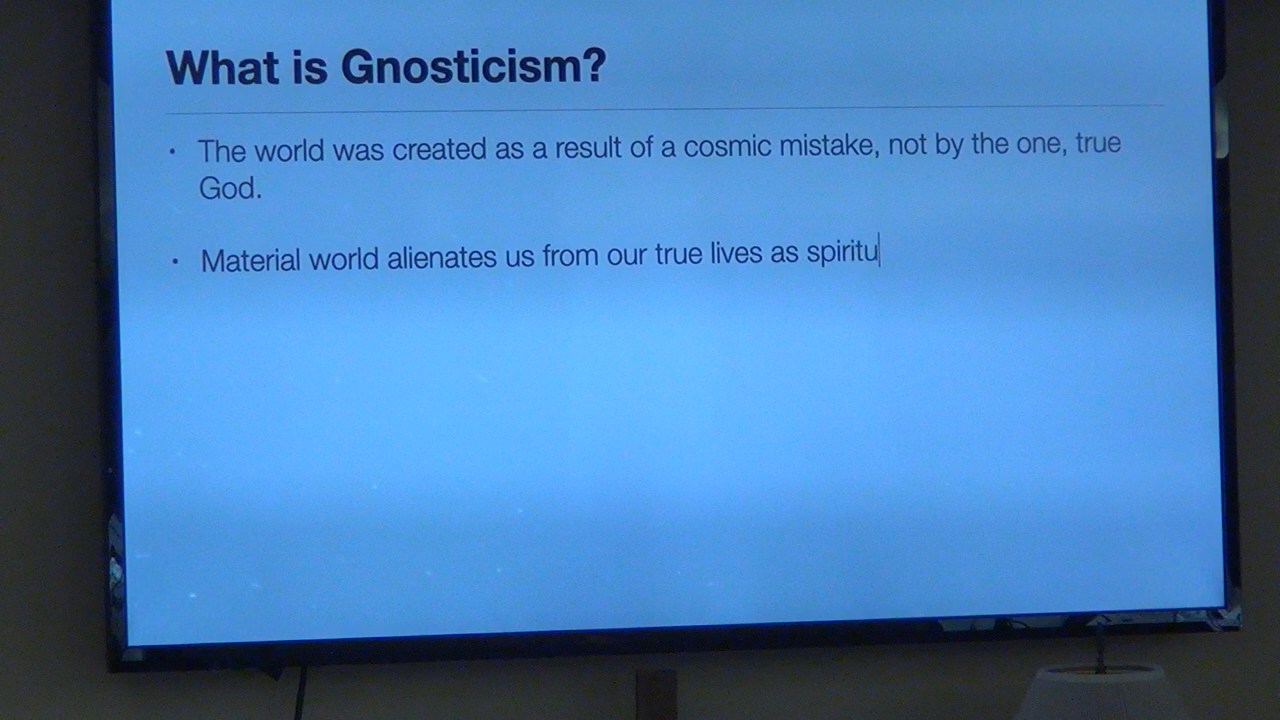 What is Gnosticism?
· The world was created as a result of a cosmic mistake, not by the one, true
God.
· Material world alienates us from our true lives as spiritu